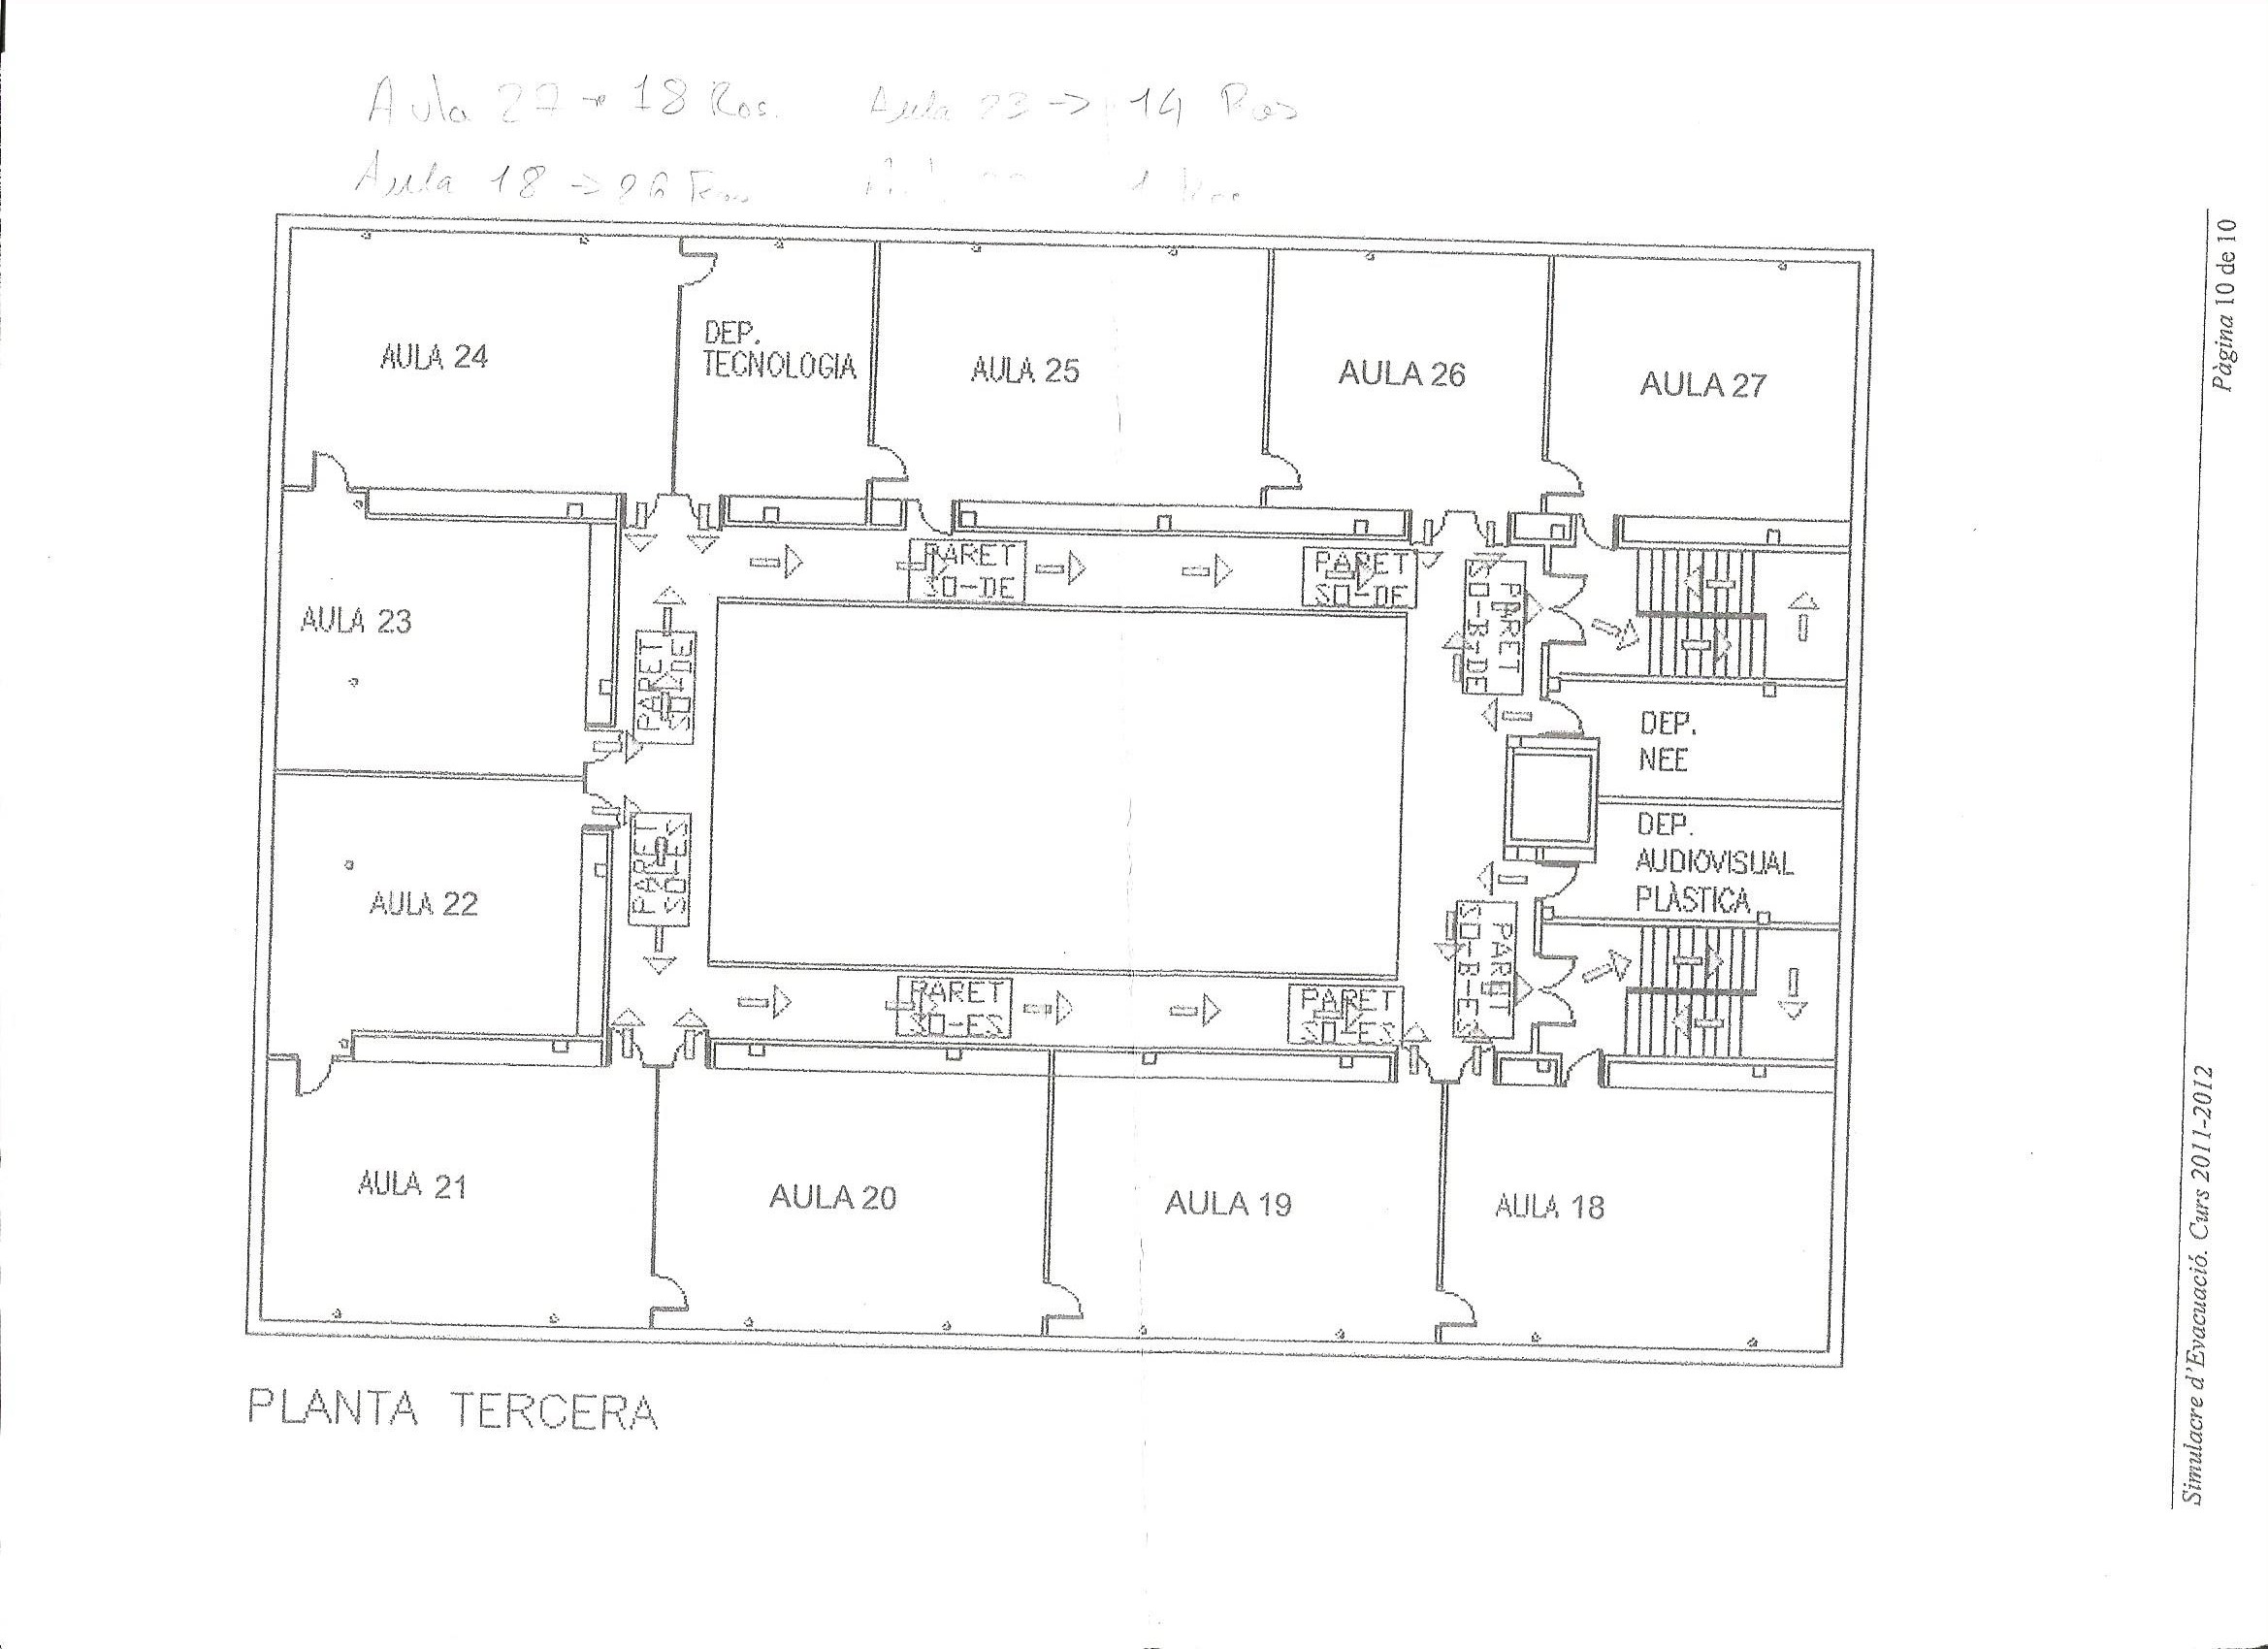 Aula 27 → 18 Ros. Aula 23 → 14
Aula 18 → 26
AULA 24
DEP.
TECNOLOGIA
AULA 25
AULA 26
AULA 27
PARET
SO-DE
PARET
SO-DE
PARET
SO-B-DE
AULA 23
PARET
SO-DE
DEP.
NEE
DEP.
AUDIOVISUAL
PLÀSTICA
AULA 22
PARET
SO-ES
PARET
SO-ES
PARET
SO-ES
PARET
SO-B-ES
AULA 21
AULA 20
AULA 19
AULA 18
PLANTA TERCERA
Simulacre d'Evacuació. Curs 2011-2012 Pàgina 10 de 10